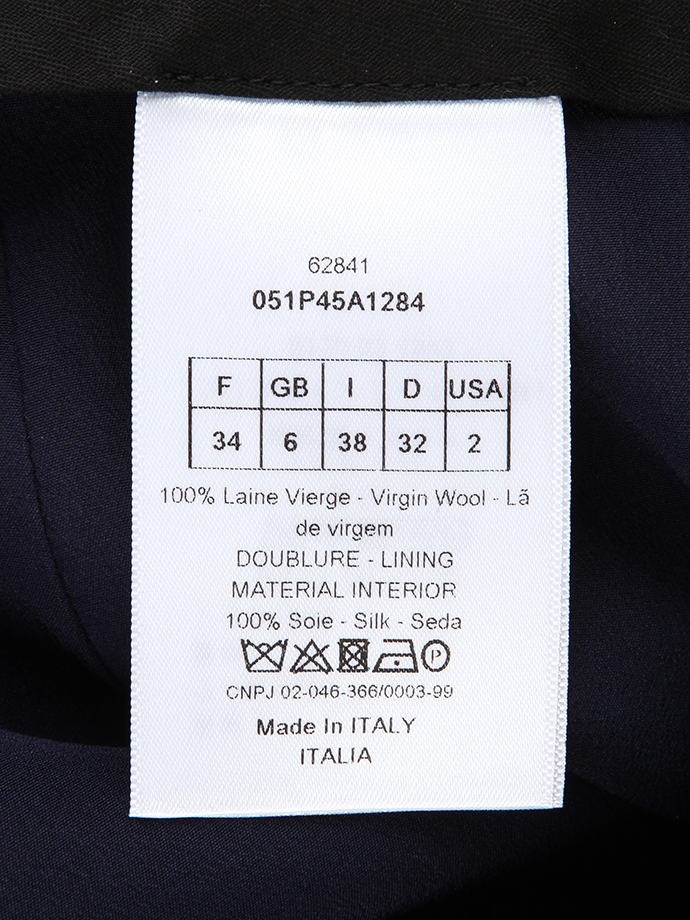 62841
051P45A1284
F GB I D USA
34 6 38 32 2
100% Laine Vierge - Virgin Wool - Lã
de virgem
DOUBLURE - LINING
MATERIAL INTERIOR
100% Soie - Silk - Seda
P
CNPJ 02-046-366/0003-99
Made In ITALY
ITALIA